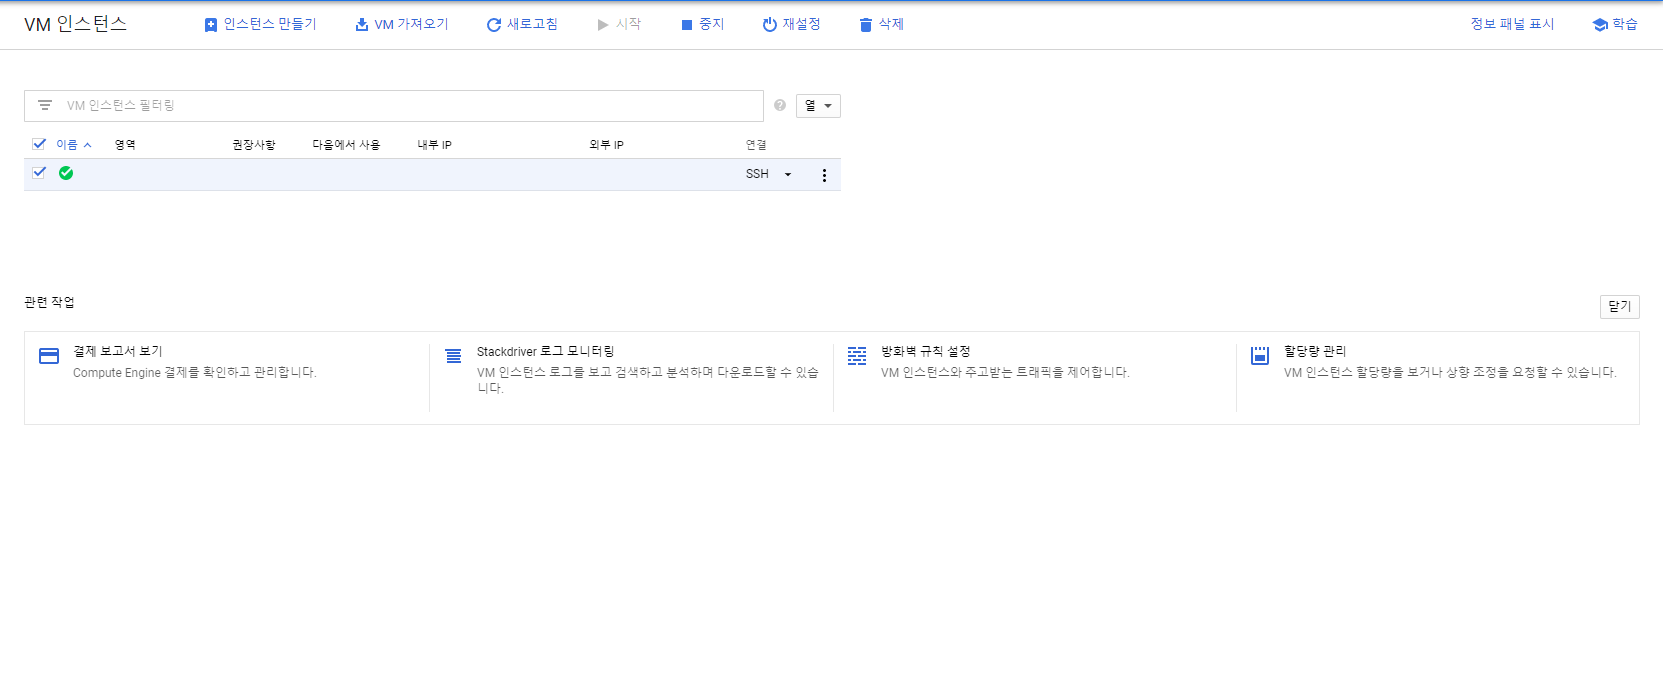 VM 인스턴스
인스턴스 만들기
VM 가져오기
새로고침
시작
중지
재설정
삭제
정보 패널 표시
학습
VM 인스턴스 필터링
?
열
이름
영역
권장사항
다음에서 사용
내부 IP
외부 IP
연결
SSH
관련 작업
닫기
결제 보고서 보기
Compute Engine 결제를 확인하고 관리합니다.
Stackdriver 로그 모니터링
VM 인스턴스 로그를 보고 검색하고 분석하며 다운로드할 수 있습
니다.
방화벽 규칙 설정
VM 인스턴스와 주고받는 트래픽을 제어합니다.
할당량 관리
VM 인스턴스 할당량을 보거나 상향 조정을 요청할 수 있습니다.